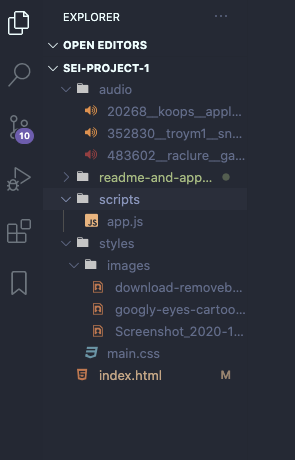 EXPLORER
OPEN EDITORS
SEI-PROJECT-1
audio
20268__koops__appl...
352830__troym1__sn...
483602__raclure__ga...
readme-and-app...
scripts
JS app.js
styles
images
download-removeb...
googly-eyes-cartoo...
Screenshot_2020-1...
main.css
index.html M
10